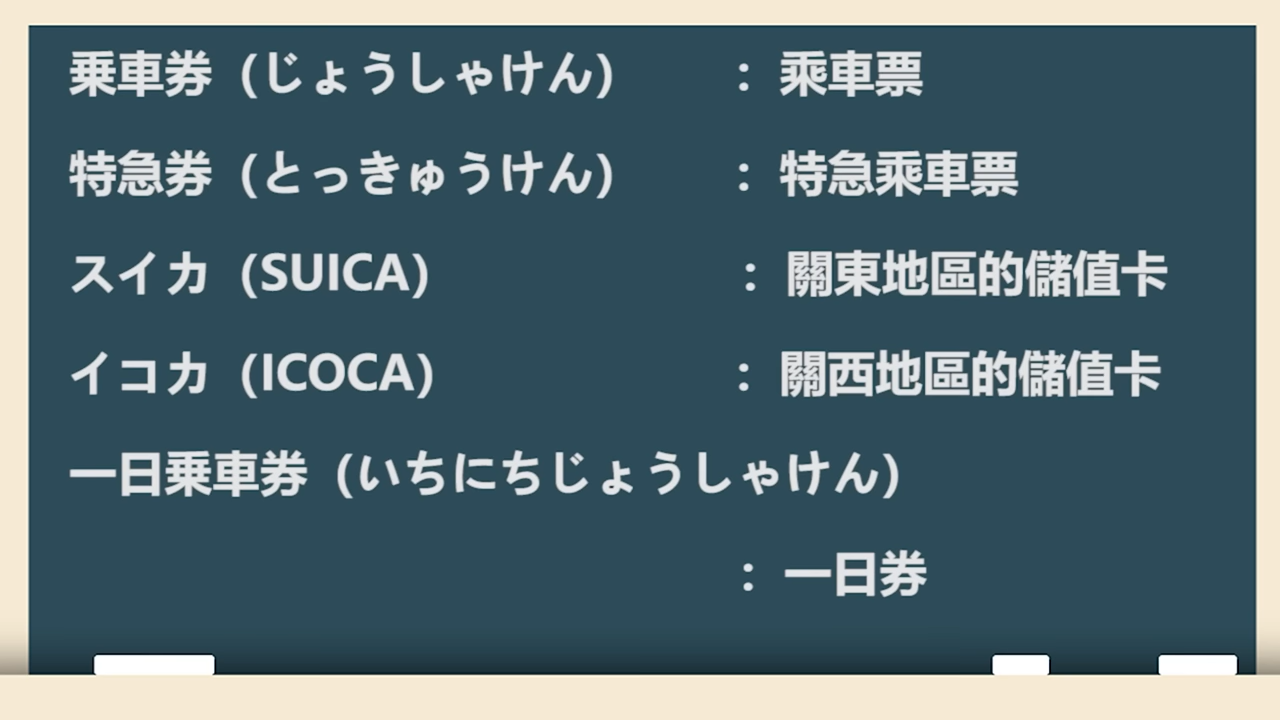 乗車券（じょうしゃけん） ：乘車票
特急券（とっきゅうけん） ：特急乘車票
スイカ（SUICA） ：關東地區的儲值卡
イコカ（ICOCA） ：關西地區的儲值卡
一日乗車券（いちにちじょうしゃけん）
：一日券